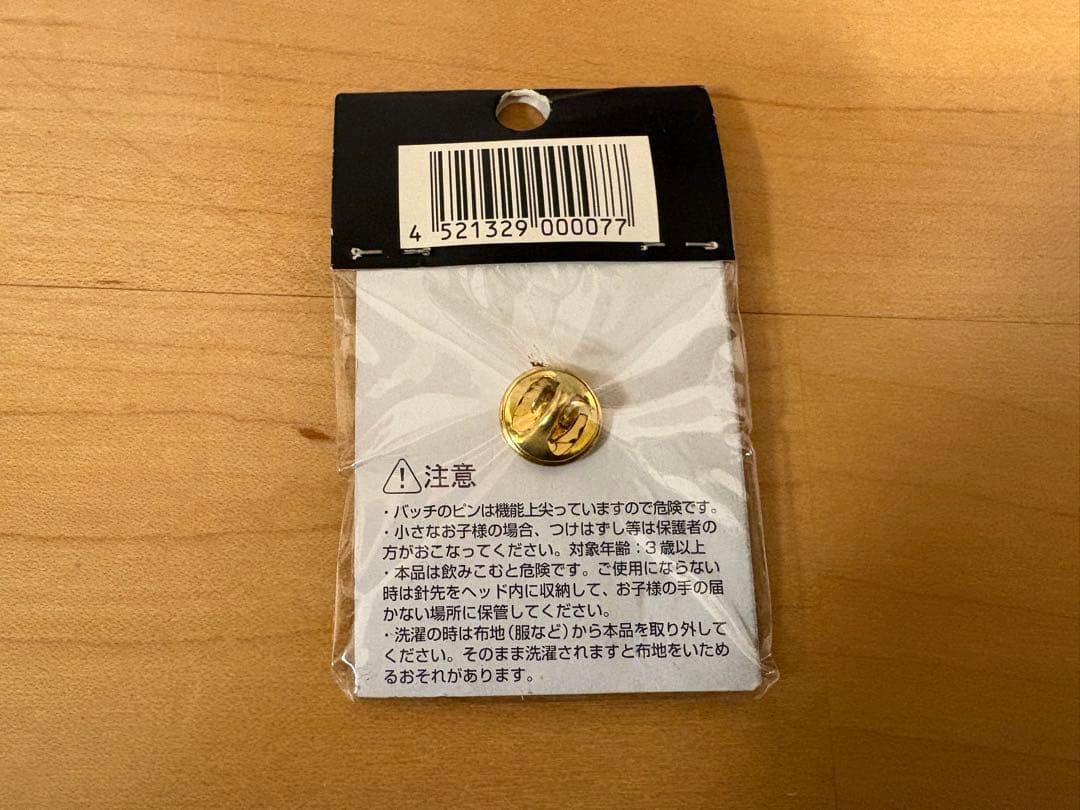 4 521329 000077
注意
・バッチのピンは機能上尖っていますので危険です。
・小さなお子様の場合、つけはずし等は保護者の
方がおこなってください。対象年齢：3歳以上
・本品は飲みこむと危険です。ご使用にならない
時は針先をヘッド内に収納して、お子様の手の届
かない場所に保管してください。
・洗濯の時は布地（服など）から本品を取り外して
ください。そのまま洗濯されますと布地をいため
るおそれがあります。